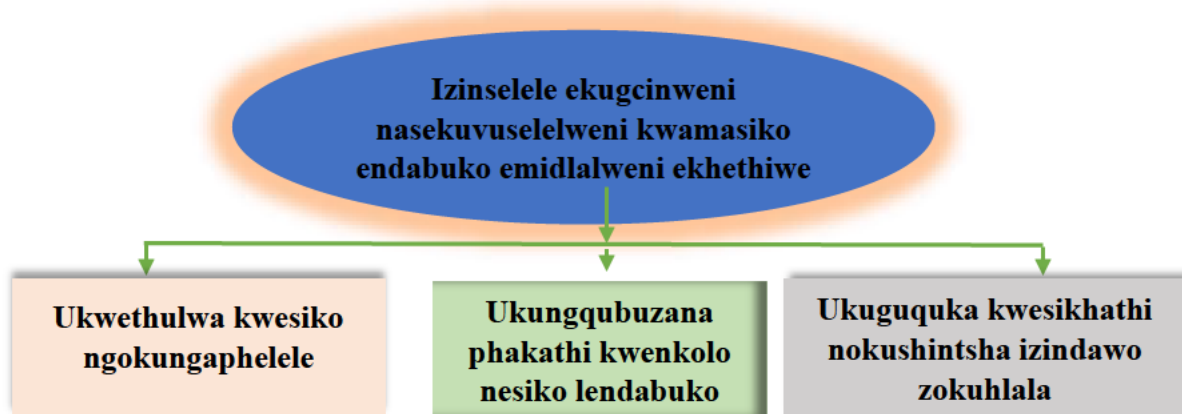 Izinselele ekugcinweni
nasekuvuselelweni kwamasiko
endabuko emidlalweni ekhethiwe
Ukwethulwa kwesiko
ngokungaphelele
Ukungqubuzana
phakathi kwenkolo
nesiko lendabuko
Ukuguquka kwesikhathi
nokushintsha izindawo
zokuhlala